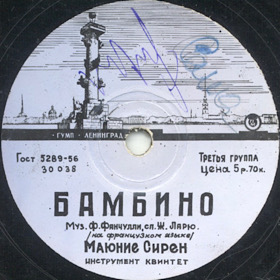 ГУМП - ЛЕНИНГРАД
Гост 5289-56
30038
Третья группа
Цена 5 р. 70 к.
БАМБИНО
Муз. Ф. Фанчулли, сл. Ж. Ларю.
/на французском языке/
МАЮНИЕ СИРЕН
ИНСТРУМЕНТ КВИНТЕТ